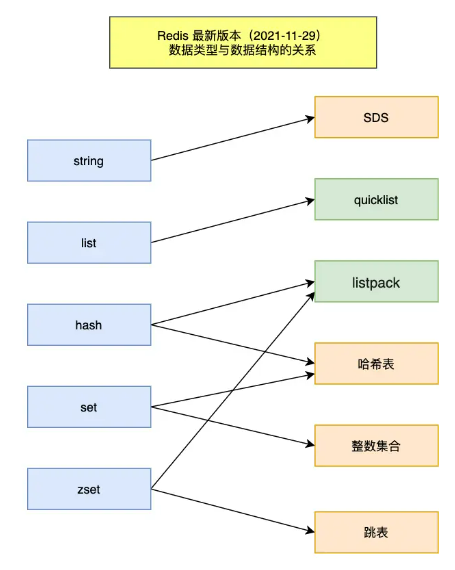 Redis 最新版本（2021-11-29）
数据类型与数据结构的关系
SDS
string
quicklist
list
listpack
hash
哈希表
set
整数集合
zset
跳表